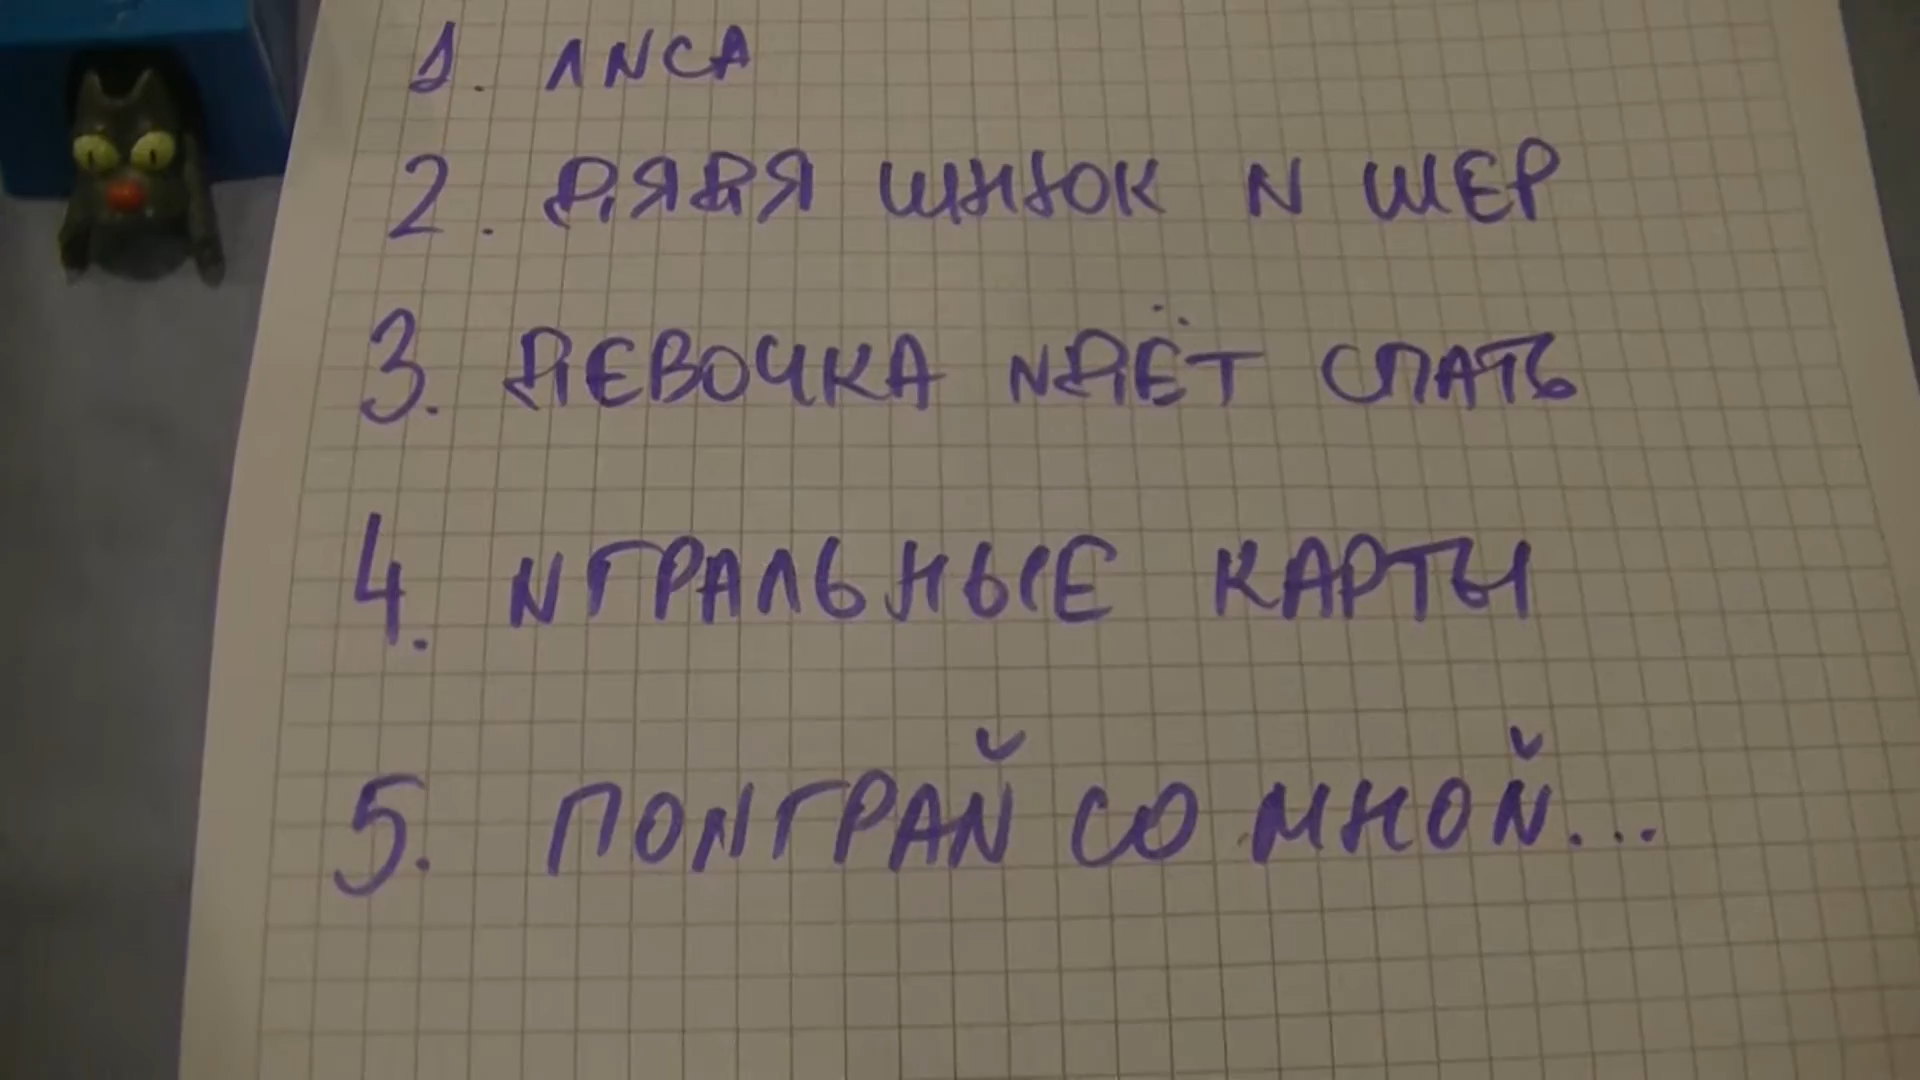 1. ЛИСА
2. ДЯДЯ ШНЮК И ШЕР
3. ДЕВОЧКА ИДЁТ СПАТЬ
4. ИГРАЛЬНЫЕ КАРТЫ
5. ПОИГРАЙ СО МНОЙ...